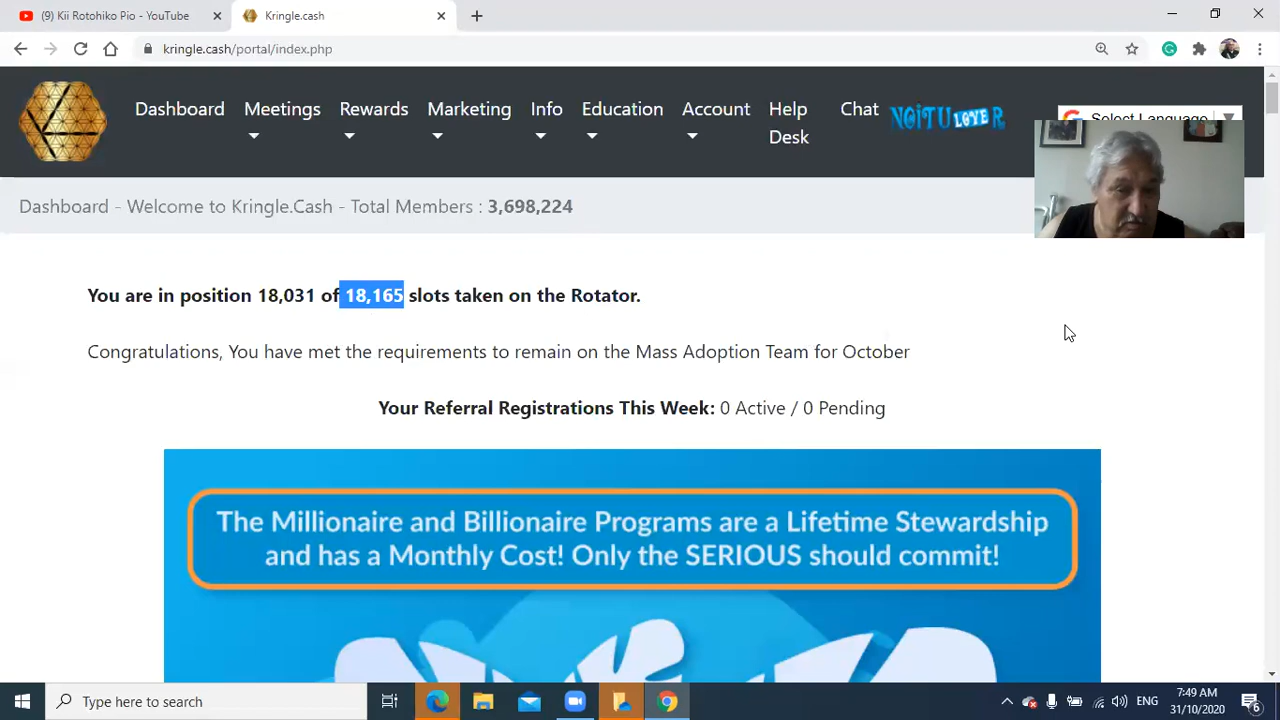 (9) Kii Rotohiko Pio - YouTube
Kringle.cash
kringle.cash/portal/index.php
Dashboard
Meetings
Rewards
Marketing
Info
Education
Account
Help
Desk
Chat
NOiTULOVER
Select Language
Dashboard - Welcome to Kringle.Cash - Total Members : 3,698,224
You are in position 18,031 of 18,165 slots taken on the Rotator.
Congratulations, You have met the requirements to remain on the Mass Adoption Team for October
Your Referral Registrations This Week: 0 Active / 0 Pending
The Millionaire and Billionaire Programs are a Lifetime Stewardship
and has a Monthly Cost! Only the SERIOUS should commit!
Type here to search
ENG
7:49 AM
31/10/2020
6